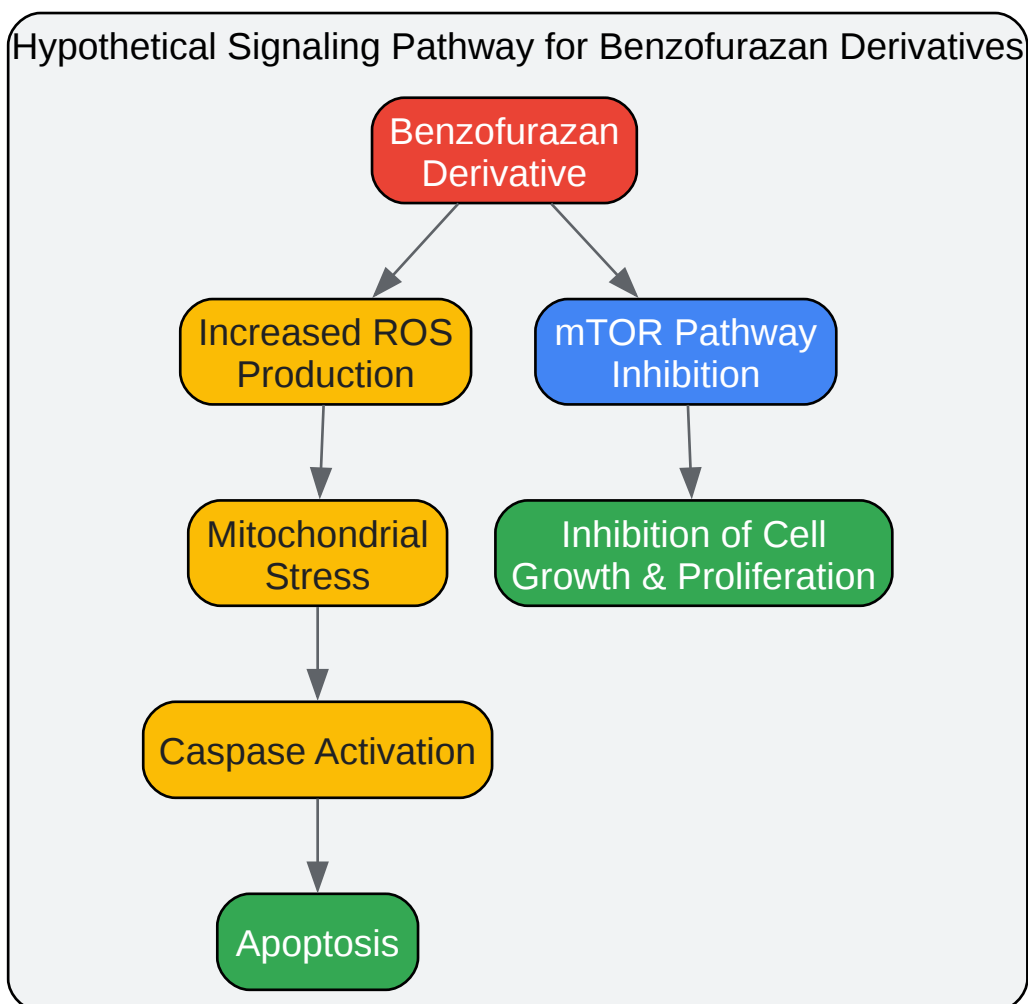 Hypothetical Signaling Pathway for Benzofurazan Derivatives
Benzofurazan
Derivative
Increased ROS
Production
mTOR Pathway
Inhibition
Mitochondrial
Stress
Inhibition of Cell
Growth & Proliferation
Caspase Activation
Apoptosis